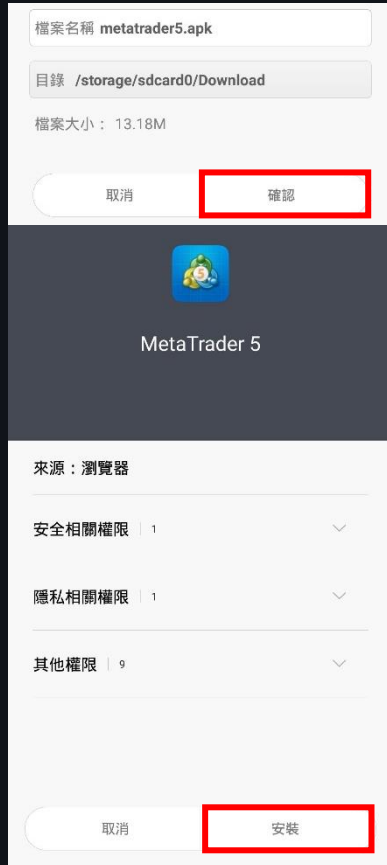 檔案名稱 metatrader5.apk
目錄 /storage/sdcard0/Download
檔案大小： 13.18M
取消 確認
5
MetaTrader 5
來源：瀏覽器
安全相關權限 | 1
隱私相關權限 | 1
其他權限 | 9
取消 安裝